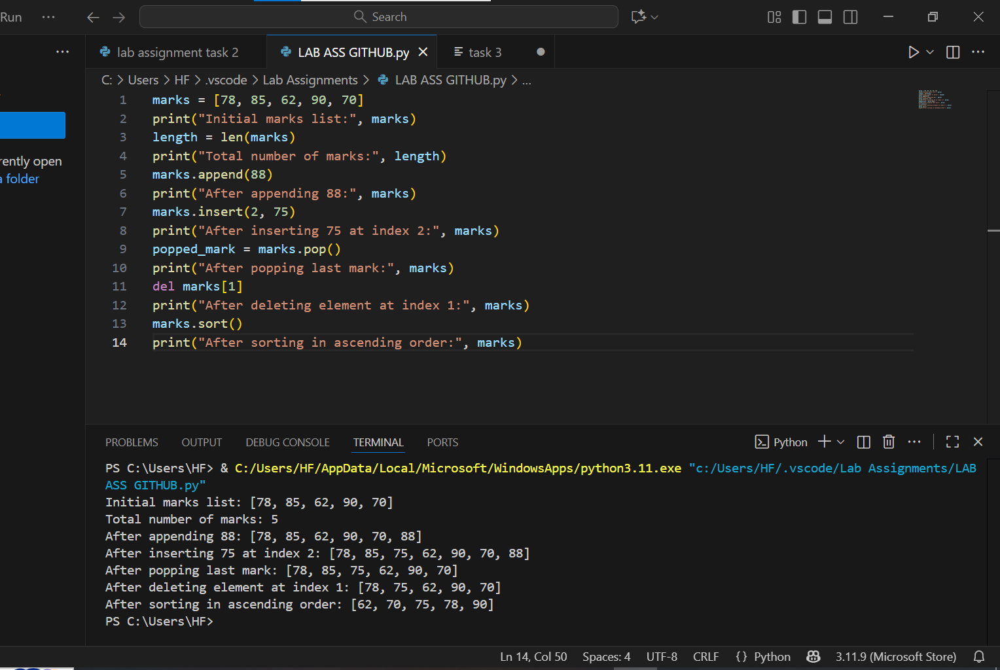 Run ...
Search
...
lab assignment task 2
LAB ASS GITHUB.py
task 3
C: > Users > HF > .vscode > Lab Assignments > LAB ASS GITHUB.py > ...
rently open
a folder
1 marks = [78, 85, 62, 90, 70]
2 print("Initial marks list:", marks)
3 length = len(marks)
4 print("Total number of marks:", length)
5 marks.append(88)
6 print("After appending 88:", marks)
7 marks.insert(2, 75)
8 print("After inserting 75 at index 2:", marks)
9 popped_mark = marks.pop()
10 print("After popping last mark:", marks)
11 del marks[1]
12 print("After deleting element at index 1:", marks)
13 marks.sort()
14 print("After sorting in ascending order:", marks)
PROBLEMS OUTPUT DEBUG CONSOLE TERMINAL PORTS Python
PS C:\Users\HF> & C:/Users/HF/AppData/Local/Microsoft/WindowsApps/python3.11.exe "c:/Users/HF/.vscode/Lab Assignments/LAB
ASS GITHUB.py"
Initial marks list: [78, 85, 62, 90, 70]
Total number of marks: 5
After appending 88: [78, 85, 62, 90, 70, 88]
After inserting 75 at index 2: [78, 85, 75, 62, 90, 70, 88]
After popping last mark: [78, 85, 75, 62, 90, 70]
After deleting element at index 1: [78, 75, 62, 90, 70]
After sorting in ascending order: [62, 70, 75, 78, 90]
PS C:\Users\HF>
Ln 14, Col 50 Spaces: 4 UTF-8 CRLF {} Python 3.11.9 (Microsoft Store)